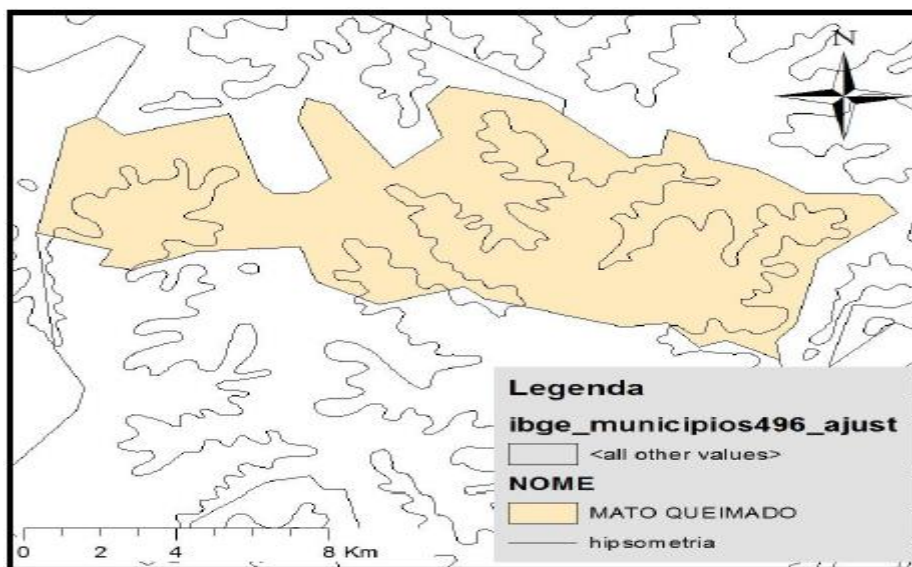 N
Legenda
ibge_municipios496_ajust
<all other values>
NOME
MATO QUEIMADO
hipsometria
0 2 4 8 Km